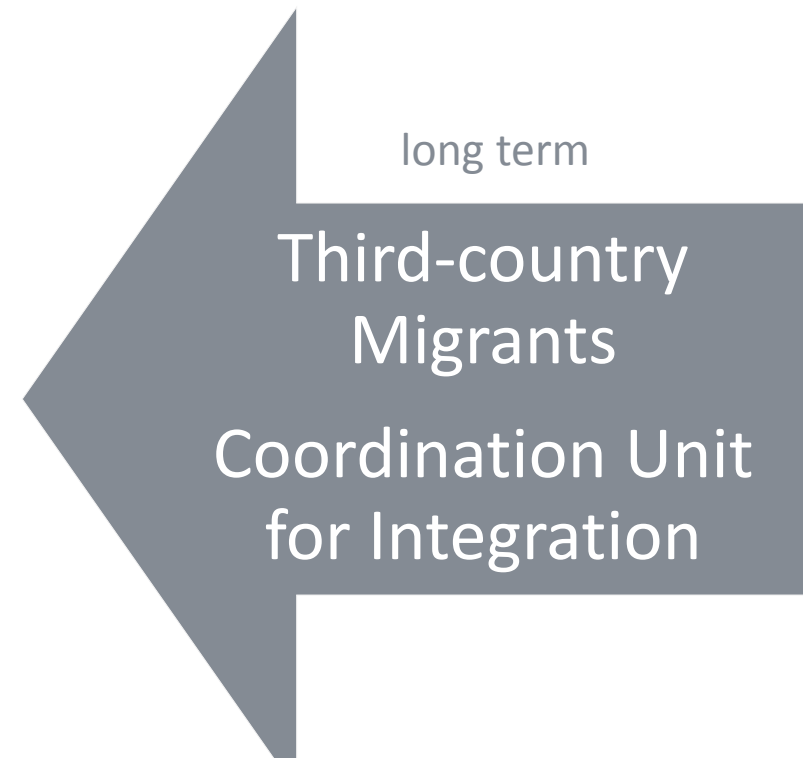 long term
Third-country
Migrants
Coordination Unit
for Integration